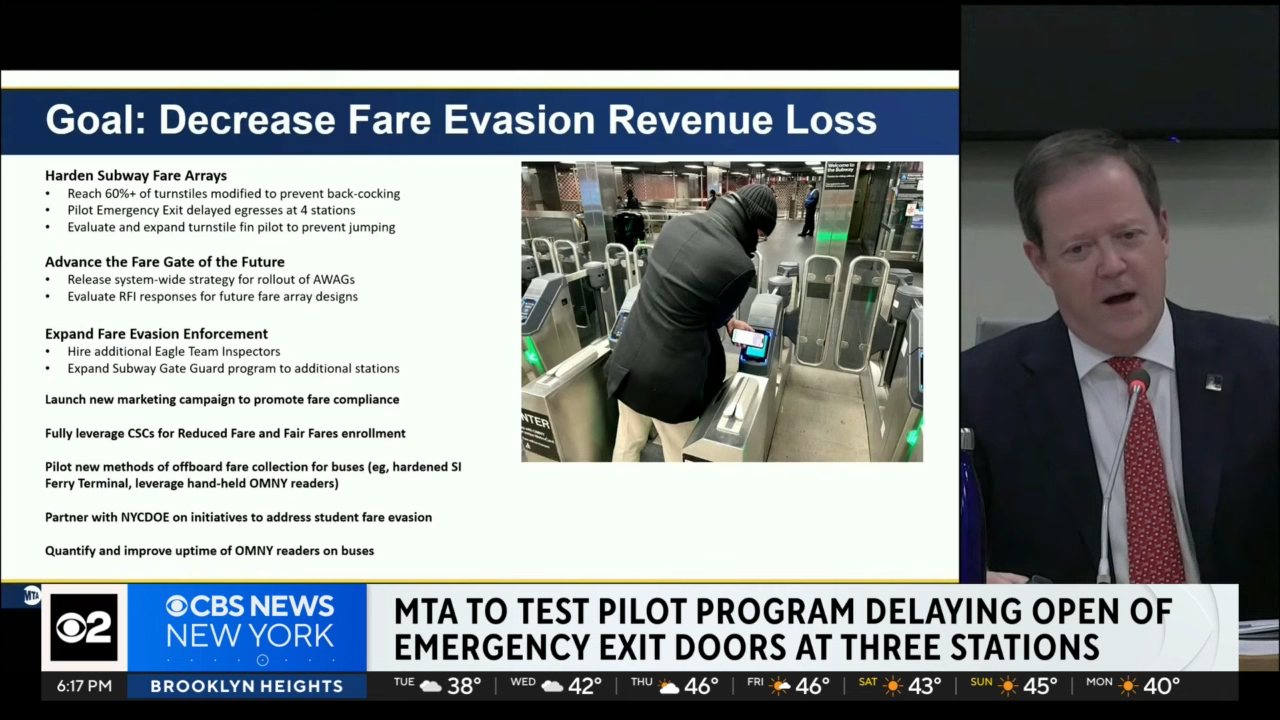 Goal: Decrease Fare Evasion Revenue Loss
Harden Subway Fare Arrays
• Reach 60%+ of turnstiles modified to prevent back-cocking
• Pilot Emergency Exit delayed egresses at 4 stations
• Evaluate and expand turnstile fin pilot to prevent jumping
Advance the Fare Gate of the Future
• Release system-wide strategy for rollout of AWAGs
• Evaluate RFI responses for future fare array designs
Expand Fare Evasion Enforcement
• Hire additional Eagle Team Inspectors
• Expand Subway Gate Guard program to additional stations
Launch new marketing campaign to promote fare compliance
Fully leverage CSCs for Reduced Fare and Fair Fares enrollment
Pilot new methods of offboard fare collection for buses (eg, hardened SI
Ferry Terminal, leverage hand-held OMNY readers)
Partner with NYCDOE on initiatives to address student fare evasion
Quantify and improve uptime of OMNY readers on buses
Welcome to
the Subway
NTER
MTA
2
CBS NEWS
NEW YORK
MTA TO TEST PILOT PROGRAM DELAYING OPEN OF
EMERGENCY EXIT DOORS AT THREE STATIONS
6:17 PM
BROOKLYN HEIGHTS
TUE 38° WED 42° THU 46° FRI 46° SAT 43° SUN 45° MON 40°